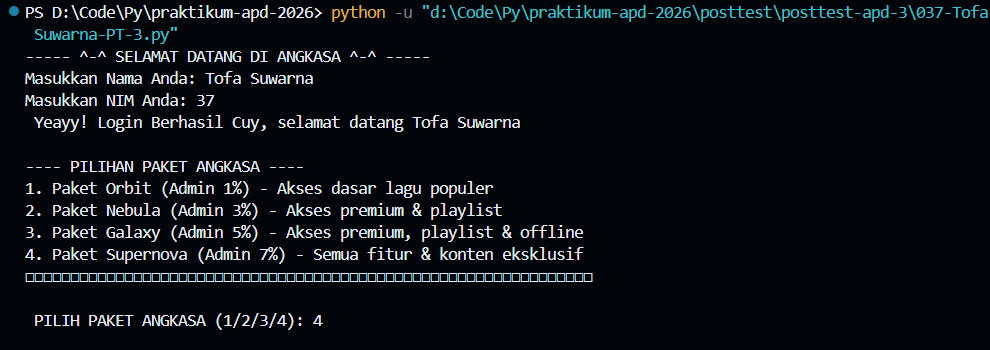 PS D:\Code\Py\praktikum-apd-2026> python -u "d:\Code\Py\praktikum-apd-2026\posttest\posttest-apd-3\037-Tofa
Suwarna-PT-3.py"
----- ^-^ SELAMAT DATANG DI ANGKASA ^-^ -----
Masukkan Nama Anda: Tofa Suwarna
Masukkan NIM Anda: 37
Yeayy! Login Berhasil Cuy, selamat datang Tofa Suwarna
---- PILIHAN PAKET ANGKASA ----
1. Paket Orbit (Admin 1%) - Akses dasar lagu populer
2. Paket Nebula (Admin 3%) - Akses premium & playlist
3. Paket Galaxy (Admin 5%) - Akses premium, playlist & offline
4. Paket Supernova (Admin 7%) - Semua fitur & konten eksklusif
□□□□□□□□□□□□□□□□□□□□□□□□□□□□□□□□□□□□□□□□□□□□□□□□□□□□□□□□□□□□□□□
PILIH PAKET ANGKASA (1/2/3/4): 4